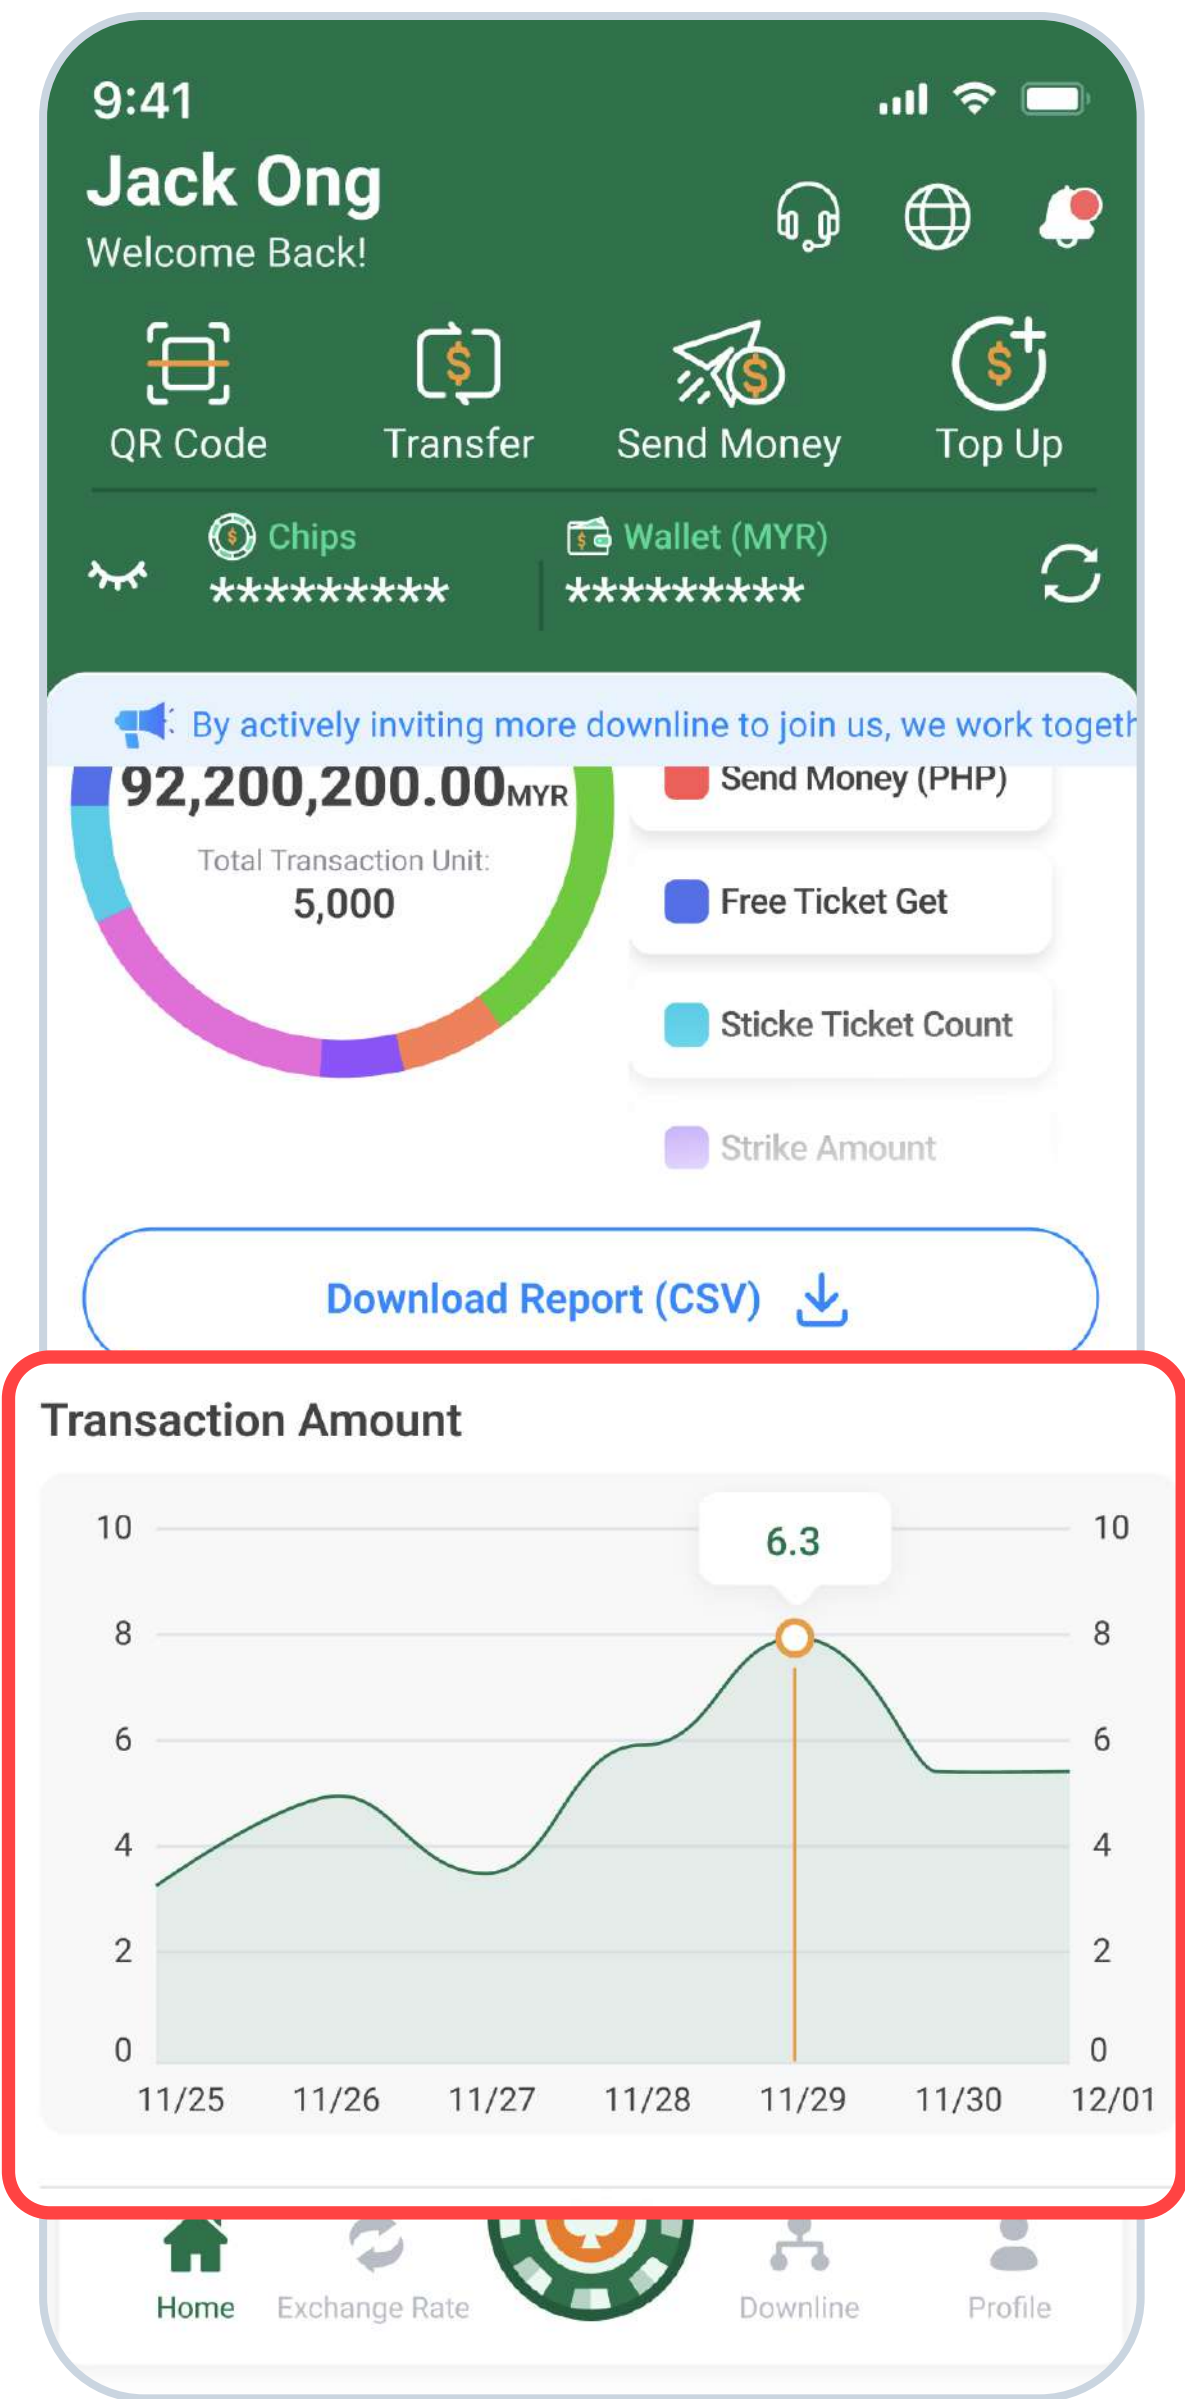 9:41
Jack Ong
Welcome Back!
QR Code Transfer Send Money Top Up
Chips Wallet (MYR)
********* *********
By actively inviting more downline to join us, we work togeth
92,200,200.00MYR
Total Transaction Unit:
5,000
Send Money (PHP)
Free Ticket Get
Sticke Ticket Count
Strike Amount
Download Report (CSV)
Transaction Amount
6.3
10 10
8 8
6 6
4 4
2 2
0 0
11/25 11/26 11/27 11/28 11/29 11/30 12/01
Home Exchange Rate Downline Profile